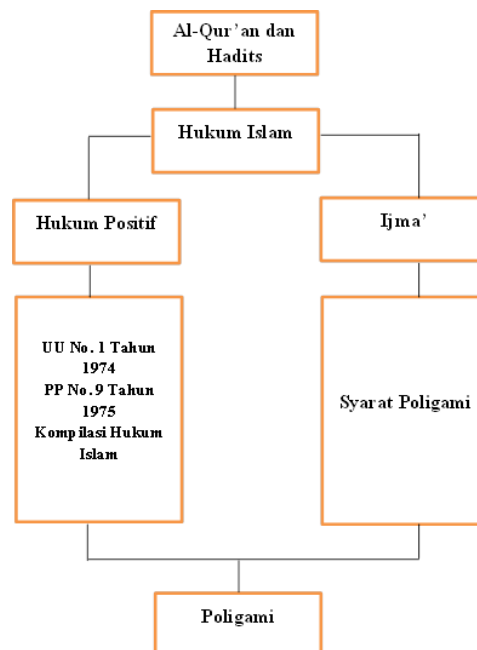 Al-Qur'an dan
Hadits
Hukum Islam
Hukum Positif
Ijma'
UU No. 1 Tahun
1974
PP No. 9 Tahun
1975
Kompilasi Hukum
Islam
Syarat Poligami
Poligami